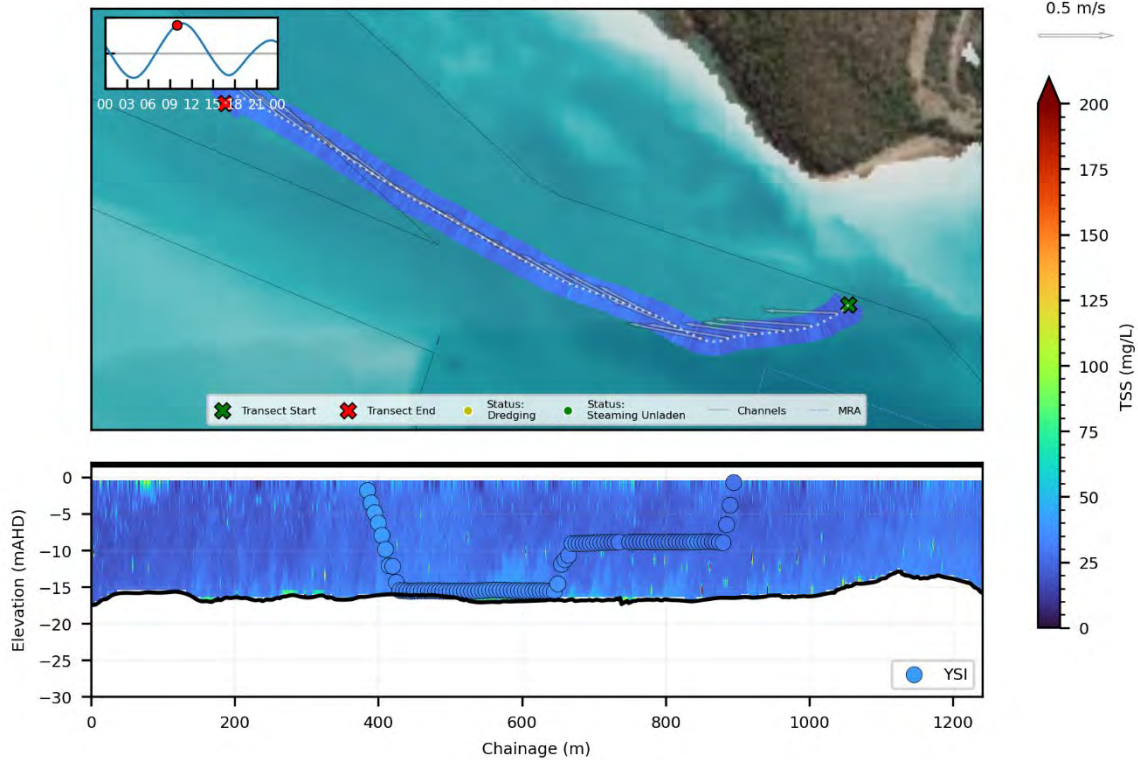 0.5 m/s
00 03 06 09 12 15 18 21 00
Transect Start
Transect End
Status:
Dredging
Status:
Steaming Unladen
Channels
MRA
200
175
150
125
100
75
50
25
0
TSS (mg/L)
0
−5
−10
−15
−20
−25
−30
Elevation (mAHD)
YSI
0 200 400 600 800 1000 1200
Chainage (m)